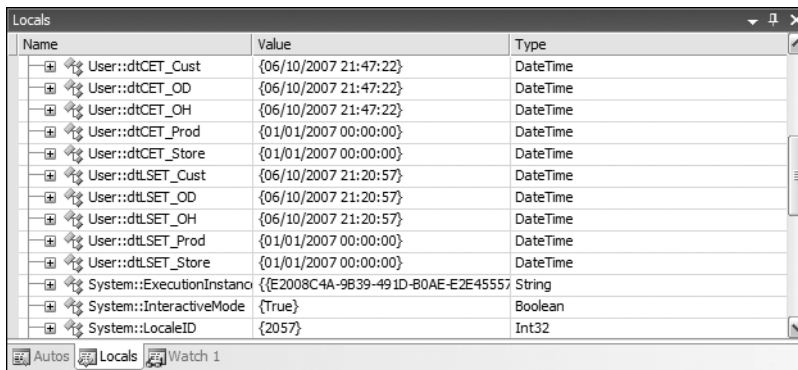 Locals
Name Value Type
User::dtCET_Cust {06/10/2007 21:47:22} DateTime
User::dtCET_OD {06/10/2007 21:47:22} DateTime
User::dtCET_OH {06/10/2007 21:47:22} DateTime
User::dtCET_Prod {01/01/2007 00:00:00} DateTime
User::dtCET_Store {01/01/2007 00:00:00} DateTime
User::dtLSET_Cust {06/10/2007 21:20:57} DateTime
User::dtLSET_OD {06/10/2007 21:20:57} DateTime
User::dtLSET_OH {06/10/2007 21:20:57} DateTime
User::dtLSET_Prod {01/01/2007 00:00:00} DateTime
User::dtLSET_Store {01/01/2007 00:00:00} DateTime
System::ExecutionInstanc {{E2008C4A-9B39-491D-B0AE-E2E45557 String
System::InteractiveMode {True} Boolean
System::LocaleID {2057} Int32
Autos Locals Watch 1